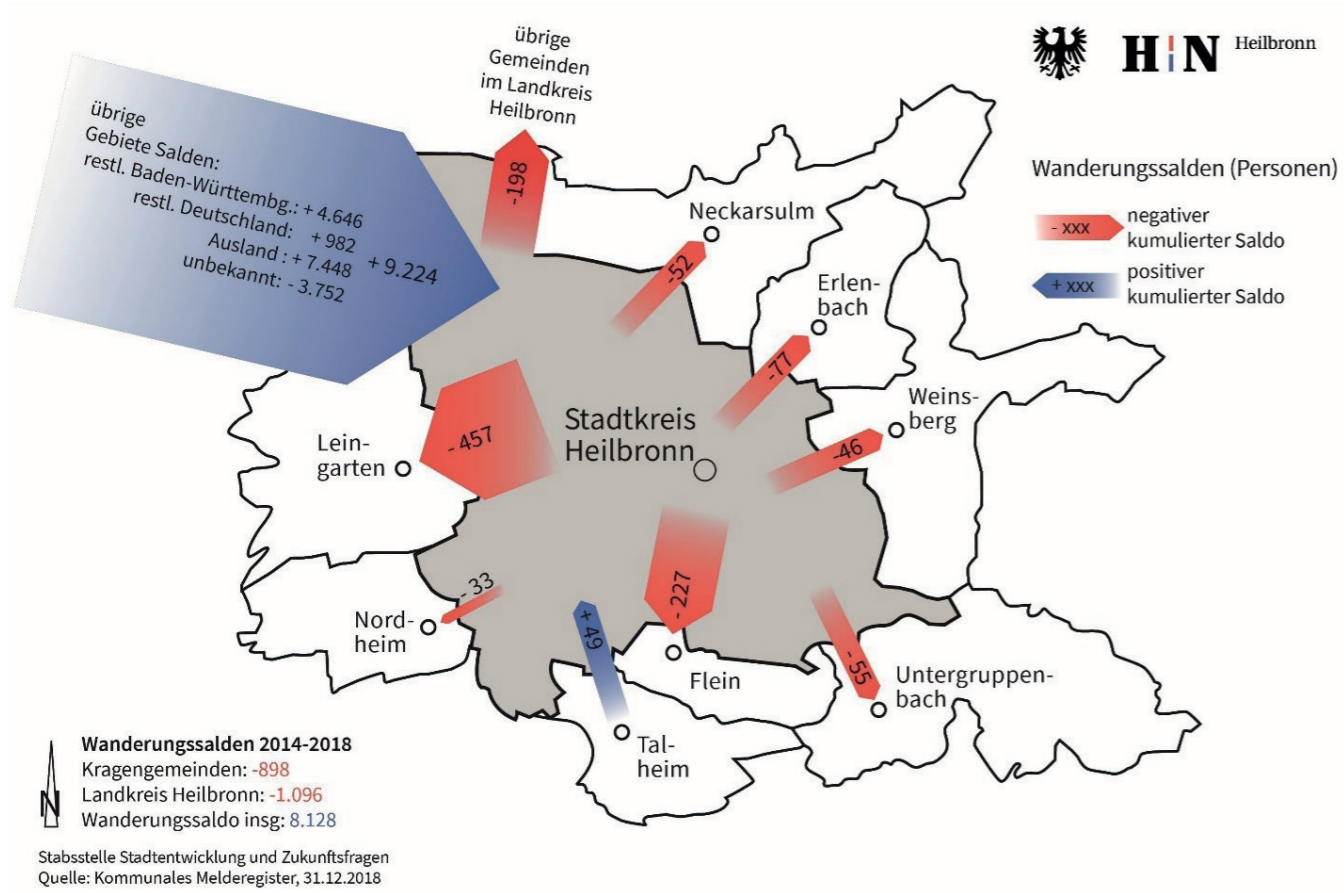 übrige
Gemeinden
im Landkreis
Heilbronn
-198
H N Heilbronn
übrige
Gebiete Salden:
restl. Baden-Württembg.: + 4.646
restl. Deutschland: + 982
Ausland : + 7.448
unbekannt: - 3.752
+ 9.224
Wanderungssalden (Personen)
- xxx
negativer
kumulierter Saldo
+ xxx
positiver
kumulierter Saldo
Neckarsulm
-52
Erlen-
bach
-77
Weins-
berg
-46
Stadtkreis
Heilbronn
Lein-
garten
- 457
- 33
Nord-
heim
+ 49
Tal-
heim
- 227
Flein
- 55
Untergruppen-
bach
N
Wanderungssalden 2014-2018
Kragengemeinden: -898
Landkreis Heilbronn: -1.096
Wanderungssaldo insg: 8.128
Stabsstelle Stadtentwicklung und Zukunftsfragen
Quelle: Kommunales Melderegister, 31.12.2018